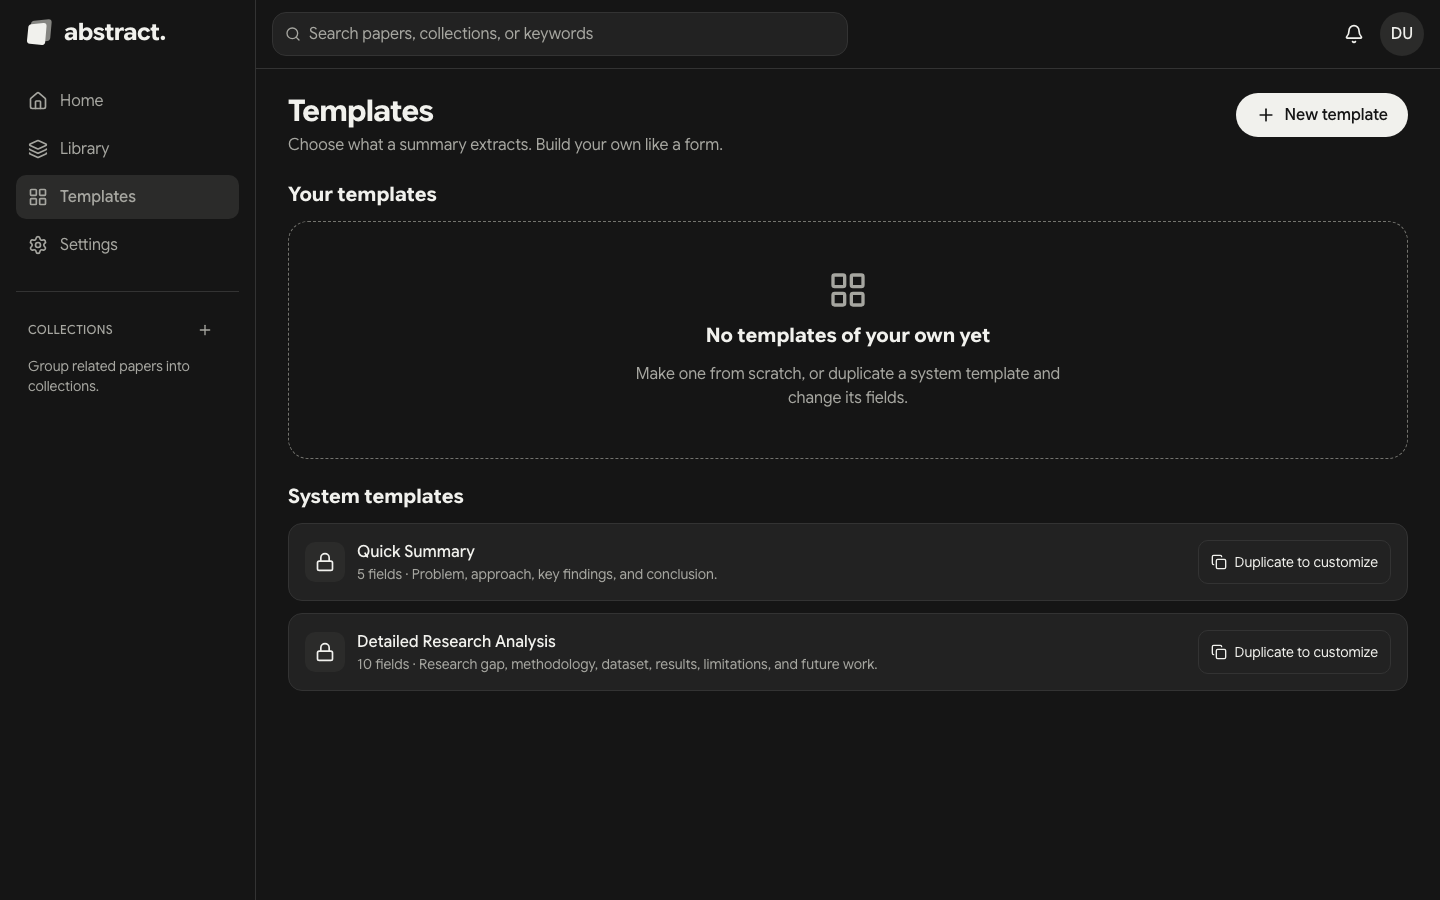 abstract.
Search papers, collections, or keywords
DU
Home
Library
Templates
Settings
COLLECTIONS
Group related papers into
collections.
Templates
New template
Choose what a summary extracts. Build your own like a form.
Your templates
No templates of your own yet
Make one from scratch, or duplicate a system template and
change its fields.
System templates
Quick Summary
5 fields · Problem, approach, key findings, and conclusion.
Duplicate to customize
Detailed Research Analysis
10 fields · Research gap, methodology, dataset, results, limitations, and future work.
Duplicate to customize